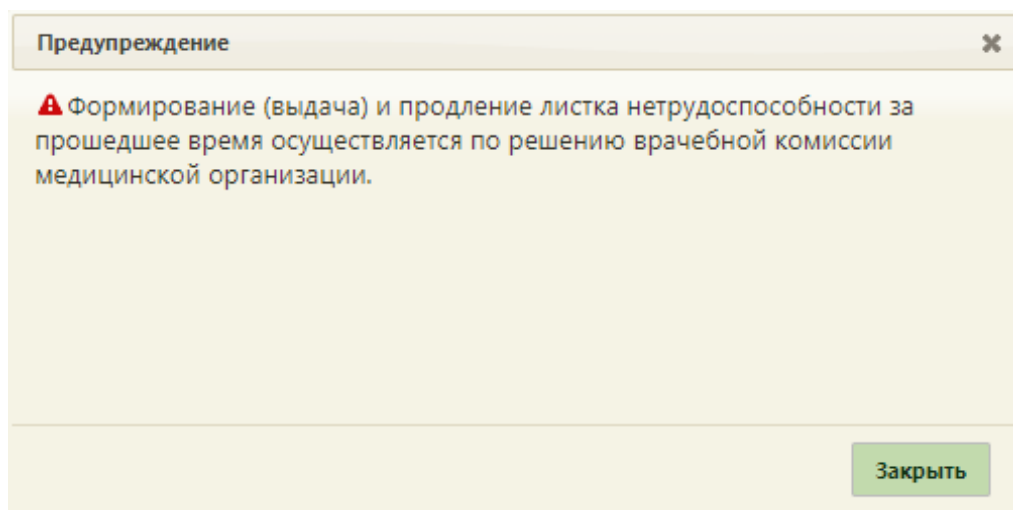 Предупреждение
Формирование (выдача) и продление листка нетрудоспособности за
прошедшее время осуществляется по решению врачебной комиссии
медицинской организации.
Закрыть